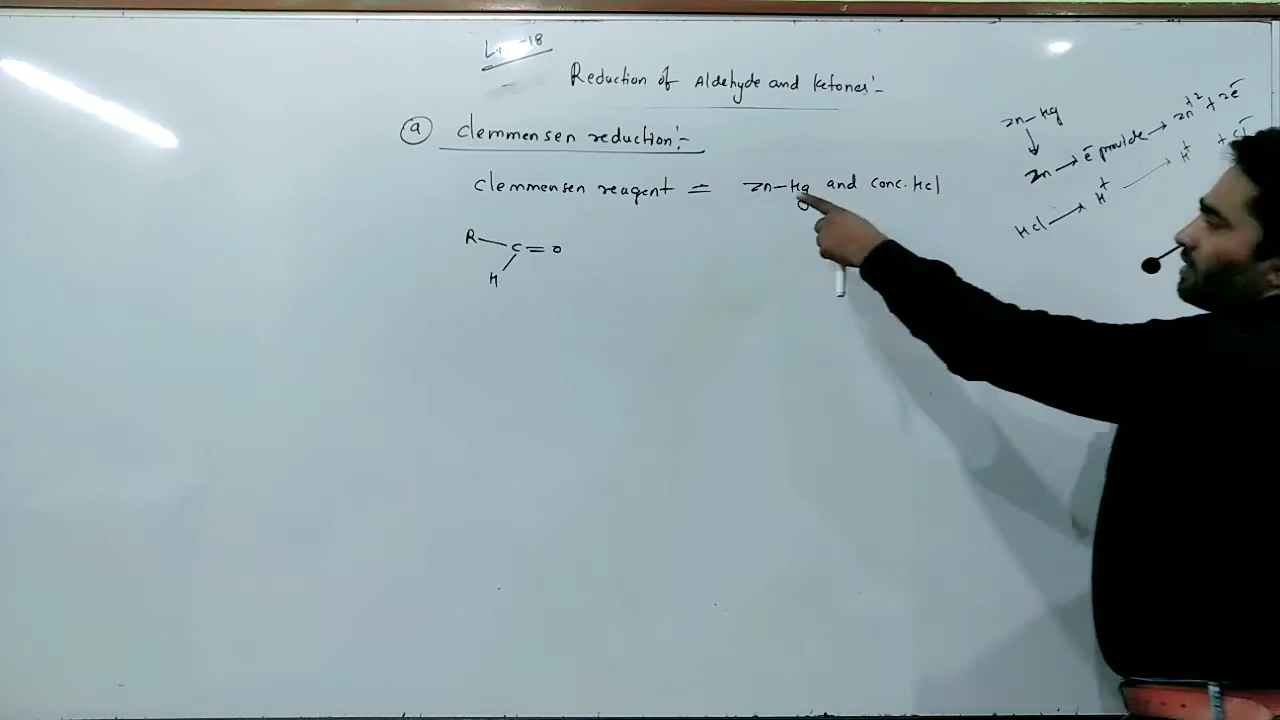 18
Reduction of Aldehyde and Ketones:-
(a) Clemmensen reduction:-
Clemmensen reagent = Zn-Hg and conc. Hcl
R
C=O
H
Zn-Hg
Zn → e⁻ provide → Zn⁺² + 2e⁻
Hcl → H⁺ → H⁺ + cl⁻